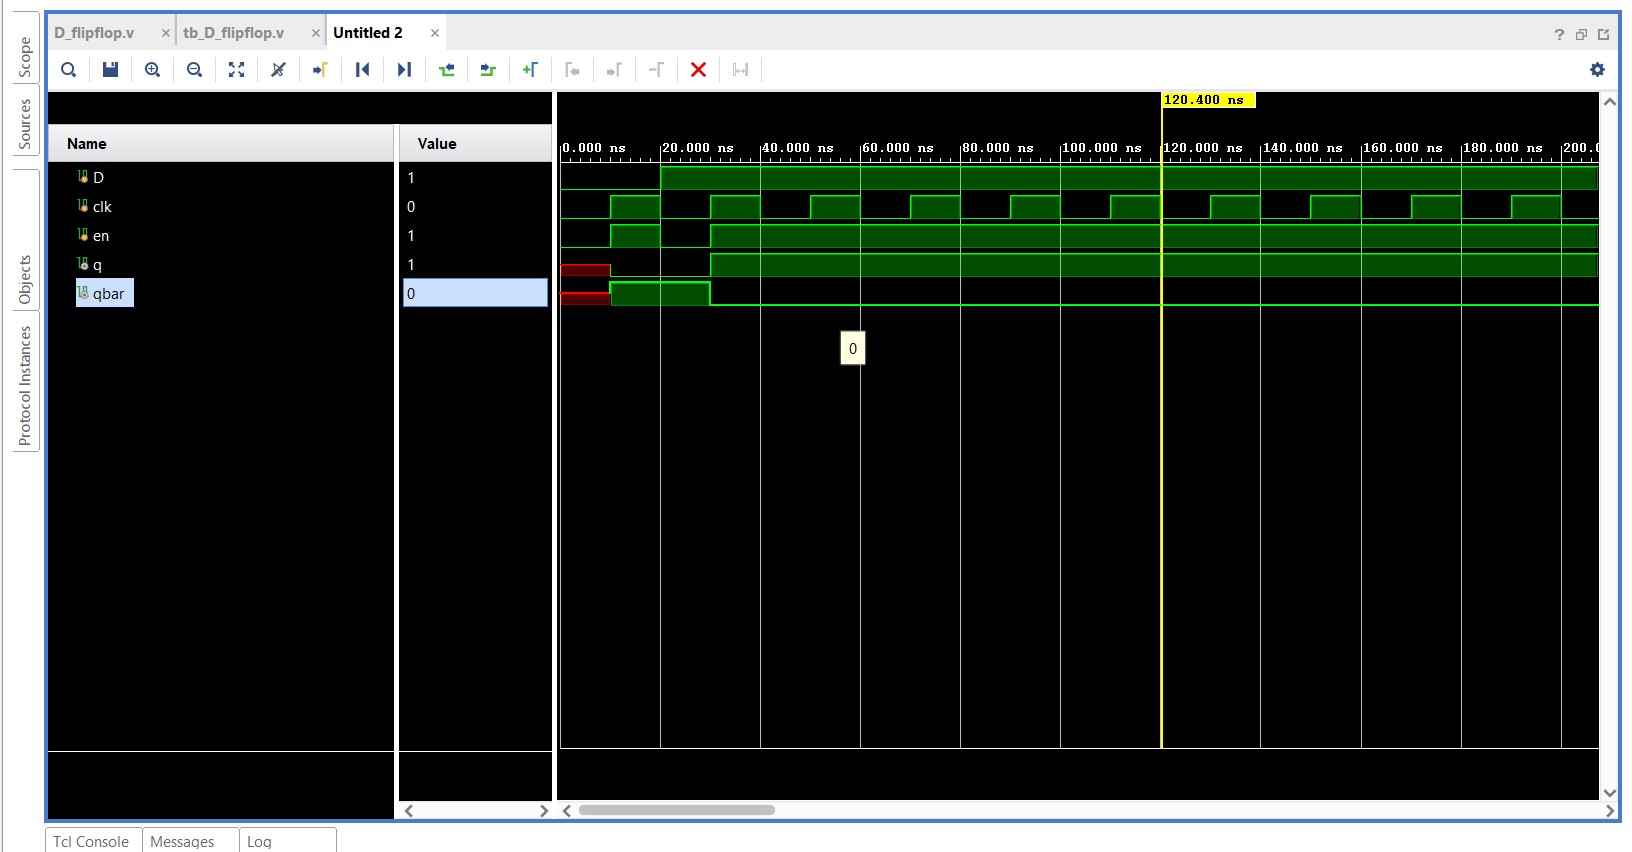 D_flipflop.v × tb_D_flipflop.v × Untitled 2 ×
?
Scope
Sources
Objects
Protocol Instances
120.400 ns
Name Value
0.000 ns 20.000 ns 40.000 ns 60.000 ns 80.000 ns 100.000 ns 120.000 ns 140.000 ns 160.000 ns 180.000 ns 200.0
D 1
clk 0
en 1
q 1
qbar 0
0
Tcl Console Messages Log